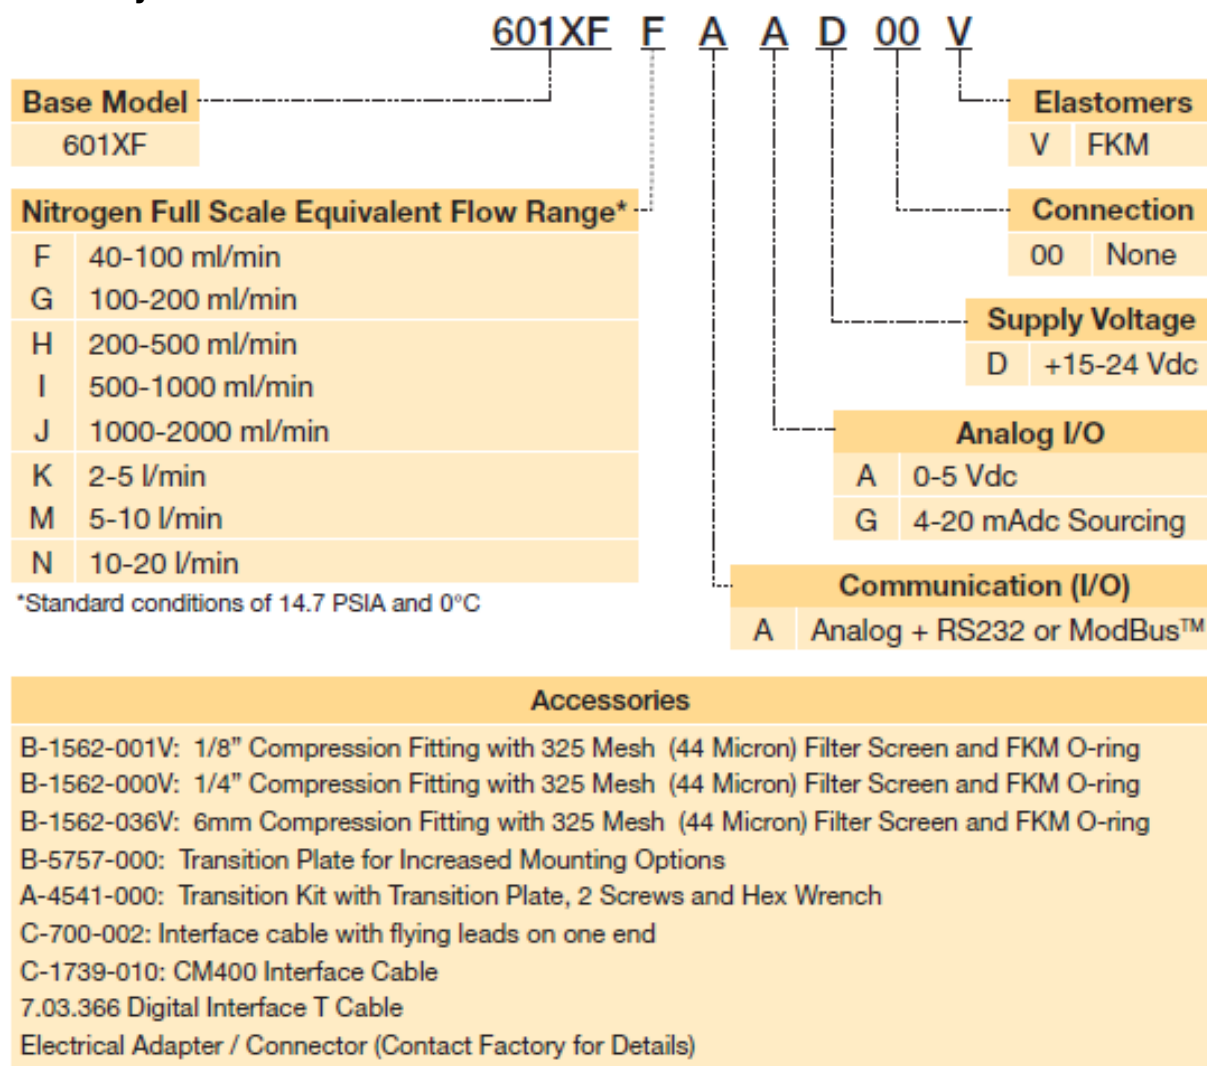 601XF F A A D 00 V
Base Model
601XF
Nitrogen Full Scale Equivalent Flow Range*
F 40-100 ml/min
G 100-200 ml/min
H 200-500 ml/min
I 500-1000 ml/min
J 1000-2000 ml/min
K 2-5 l/min
M 5-10 l/min
N 10-20 l/min
*Standard conditions of 14.7 PSIA and 0°C
Elastomers
V FKM
Connection
00 None
Supply Voltage
D +15-24 Vdc
Analog I/O
A 0-5 Vdc
G 4-20 mAdc Sourcing
Communication (I/O)
A Analog + RS232 or ModBus™
Accessories
B-1562-001V: 1/8” Compression Fitting with 325 Mesh (44 Micron) Filter Screen and FKM O-ring
B-1562-000V: 1/4” Compression Fitting with 325 Mesh (44 Micron) Filter Screen and FKM O-ring
B-1562-036V: 6mm Compression Fitting with 325 Mesh (44 Micron) Filter Screen and FKM O-ring
B-5757-000: Transition Plate for Increased Mounting Options
A-4541-000: Transition Kit with Transition Plate, 2 Screws and Hex Wrench
C-700-002: Interface cable with flying leads on one end
C-1739-010: CM400 Interface Cable
7.03.366 Digital Interface T Cable
Electrical Adapter / Connector (Contact Factory for Details)